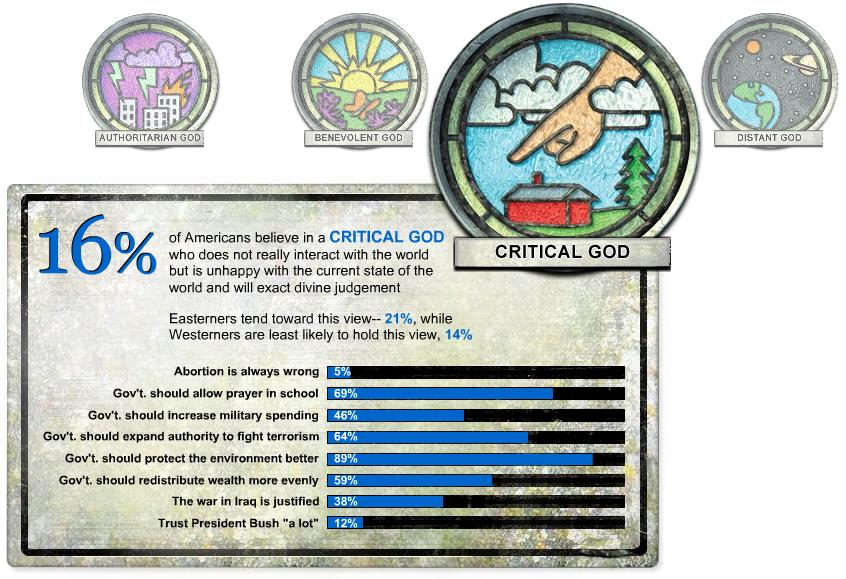 AUTHORITARIAN GOD
BENEVOLENT GOD
CRITICAL GOD
DISTANT GOD
16%
of Americans believe in a CRITICAL GOD
who does not really interact with the world
but is unhappy with the current state of the
world and will exact divine judgement
Easterners tend toward this view-- 21%, while
Westerners are least likely to hold this view, 14%
Abortion is always wrong 5%
Gov't. should allow prayer in school 69%
Gov't. should increase military spending 46%
Gov't. should expand authority to fight terrorism 64%
Gov't. should protect the environment better 89%
Gov't. should redistribute wealth more evenly 59%
The war in Iraq is justified 38%
Trust President Bush "a lot" 12%